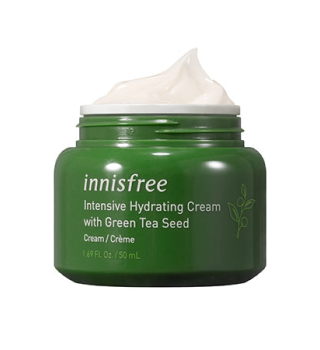 innisfree
Intensive Hydrating Cream
with Green Tea Seed
Cream / Crème
1.69 FL Oz. / 50 mL